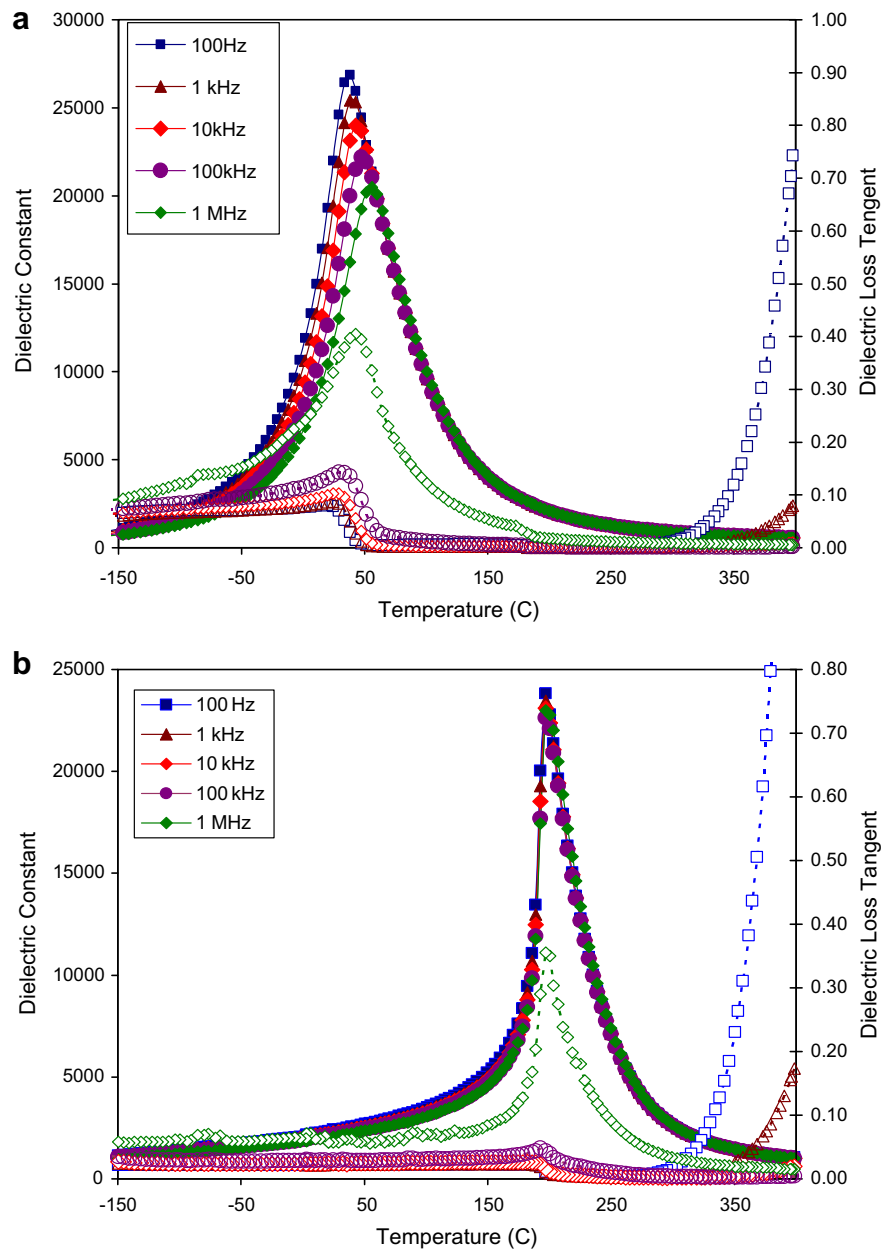 a
30000
25000
20000
15000
10000
5000
0
Dielectric Constant
100Hz
1 kHz
10kHz
100kHz
1 MHz
1.00
0.90
0.80
0.70
0.60
0.50
0.40
0.30
0.20
0.10
0.00
Dielectric Loss Tengent
-150 -50 50 150 250 350
Temperature (C)
b
25000
20000
15000
10000
5000
0
Dielectric Constant
100 Hz
1 kHz
10 kHz
100 kHz
1 MHz
0.80
0.70
0.60
0.50
0.40
0.30
0.20
0.10
0.00
Dielectric Loss Tangent
-150 -50 50 150 250 350
Temperature (C)